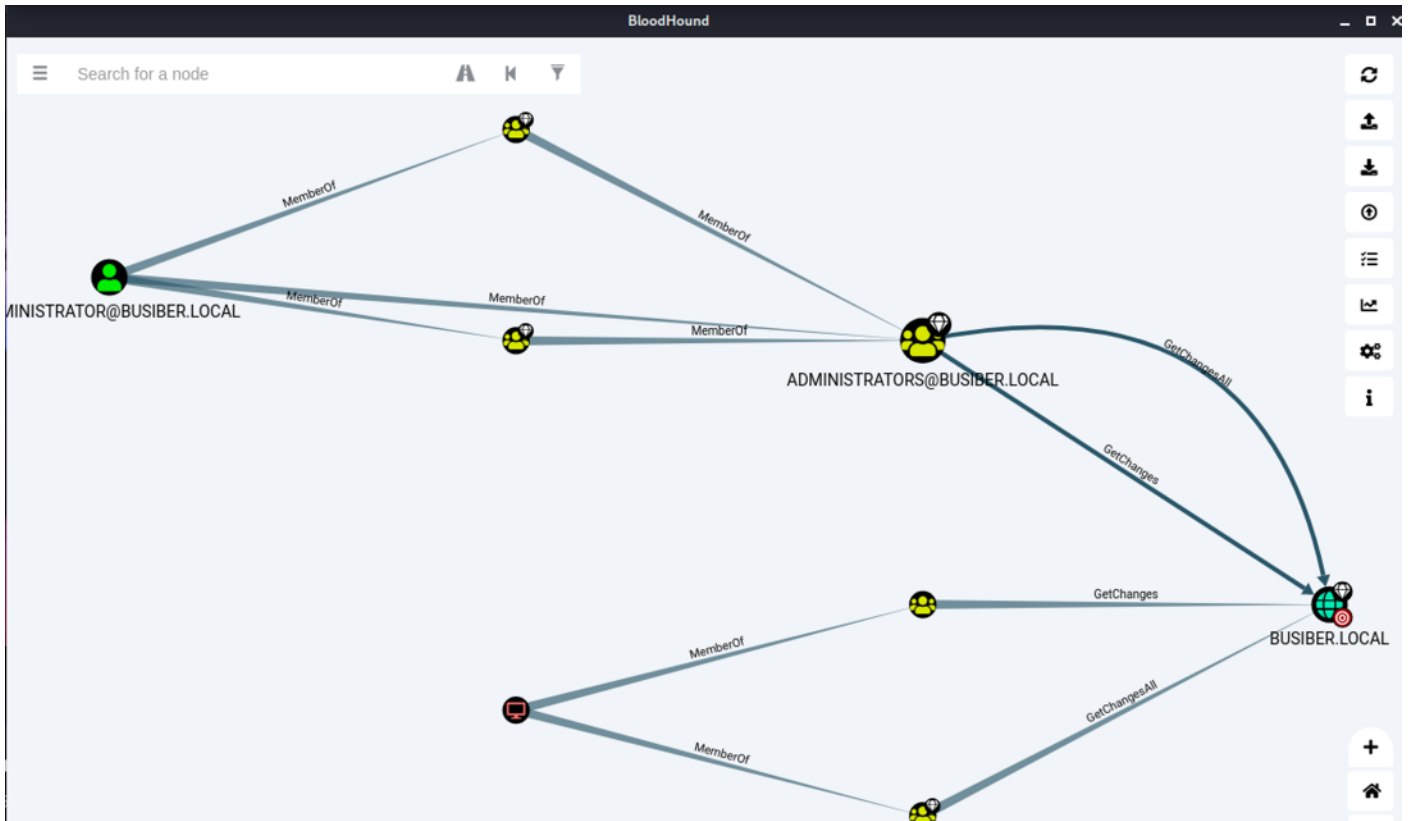 BloodHound
Search for a node
MemberOf
MemberOf
MemberOf
MemberOf
MemberOf
MINISTRATOR@BUSIBER.LOCAL
ADMINISTRATORS@BUSIBER.LOCAL
GetChangesAll
GetChanges
GetChanges
BUSIBER.LOCAL
MemberOf
GetChangesAll
MemberOf